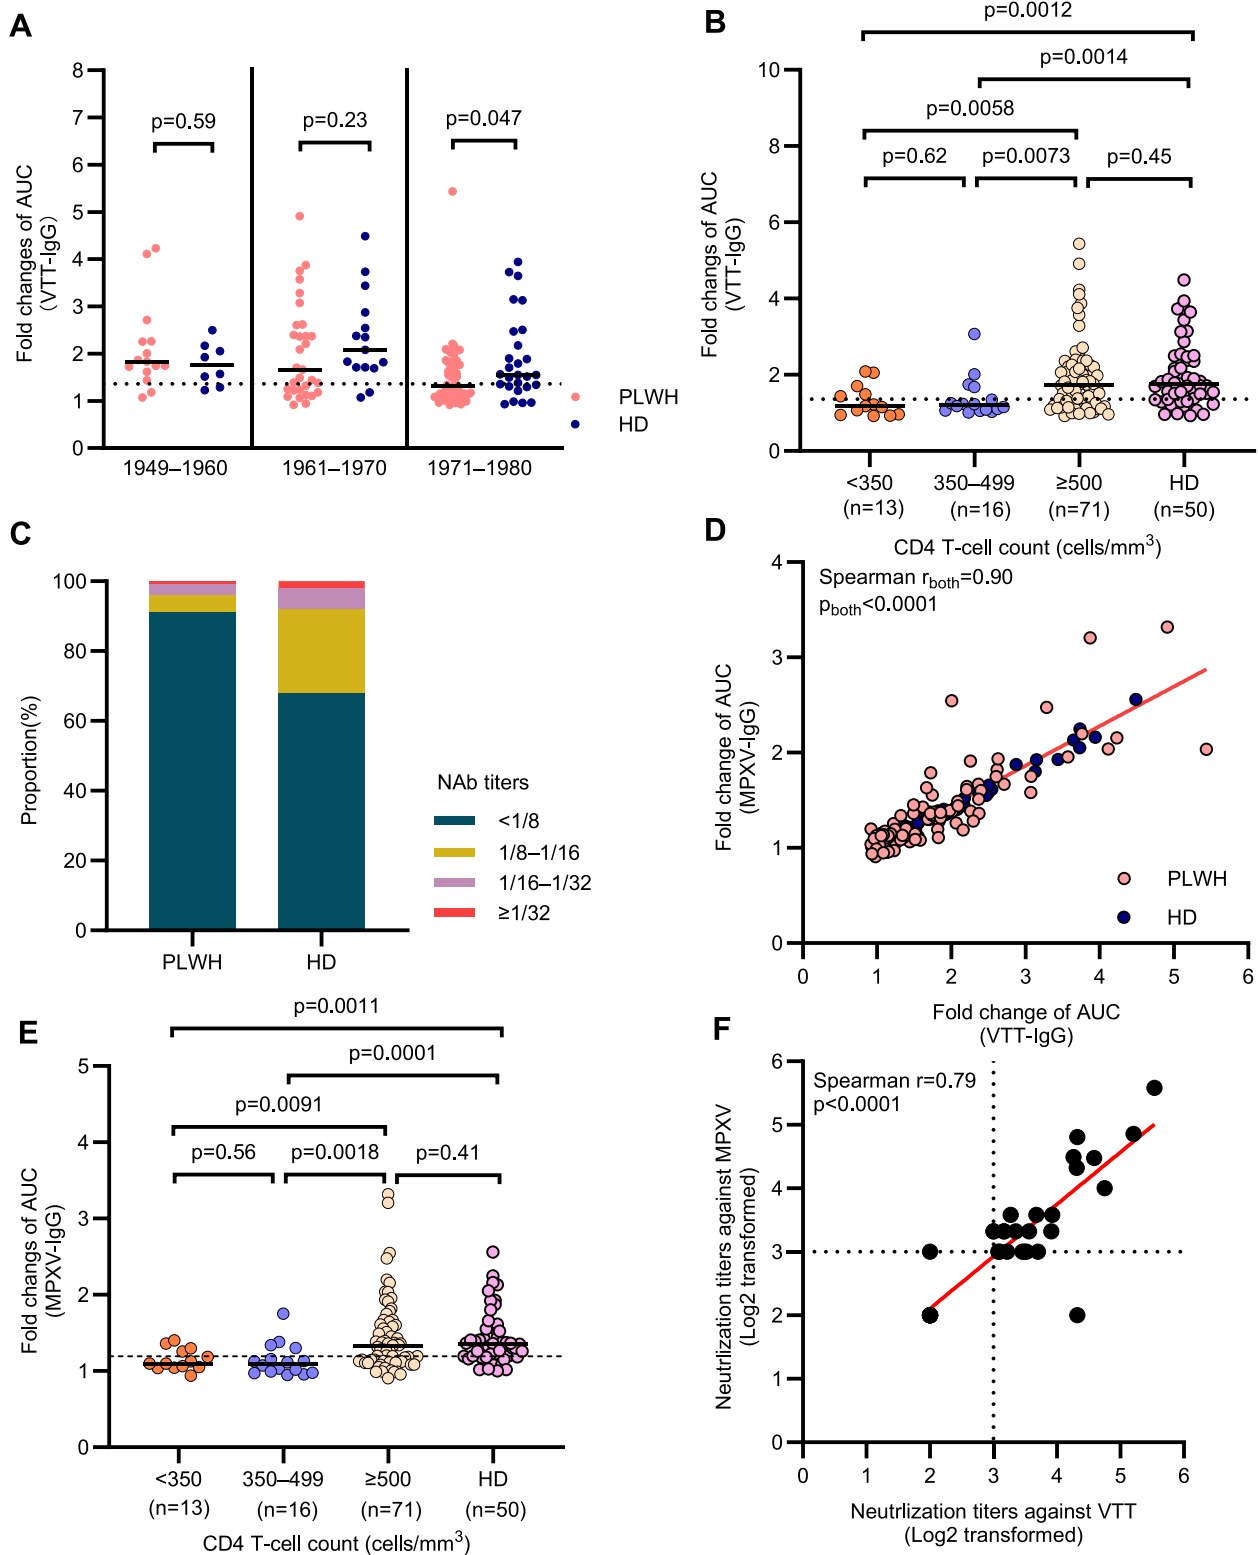 A
8
7
6
5
4
3
2
1
0
Fold changes of AUC
(VTT-IgG)
p=0.59
p=0.23
p=0.047
1949–1960
1961–1970
1971–1980
PLWH
HD
B
p=0.0012
p=0.0014
p=0.0058
p=0.62
p=0.0073
p=0.45
10
8
6
4
2
0
Fold changs of AUC
(VTT-IgG)
<350
(n=13)
350–499
(n=16)
≥500
(n=71)
HD
(n=50)
CD4 T-cell count (cells/mm3)
C
100
80
60
40
20
0
Proportion(%)
PLWH
HD
NAb titers
<1/8
1/8–1/16
1/16–1/32
≥1/32
D
Spearman rboth=0.90
pboth<0.0001
4
3
2
1
0
Fold change of AUC
(MPXV-IgG)
PLWH
HD
0
1
2
3
4
5
6
Fold change of AUC
(VTT-IgG)
E
p=0.0011
p=0.0001
p=0.0091
p=0.56
p=0.0018
p=0.41
5
4
3
2
1
0
Fold changs of AUC
(MPXV-IgG)
<350
(n=13)
350–499
(n=16)
≥500
(n=71)
HD
(n=50)
CD4 T-cell count (cells/mm3)
F
Spearman r=0.79
p<0.0001
6
5
4
3
2
1
0
Neutrlization titers against MPXV
(Log2 transformed)
0
1
2
3
4
5
6
Neutrlization titers against VTT
(Log2 transformed)